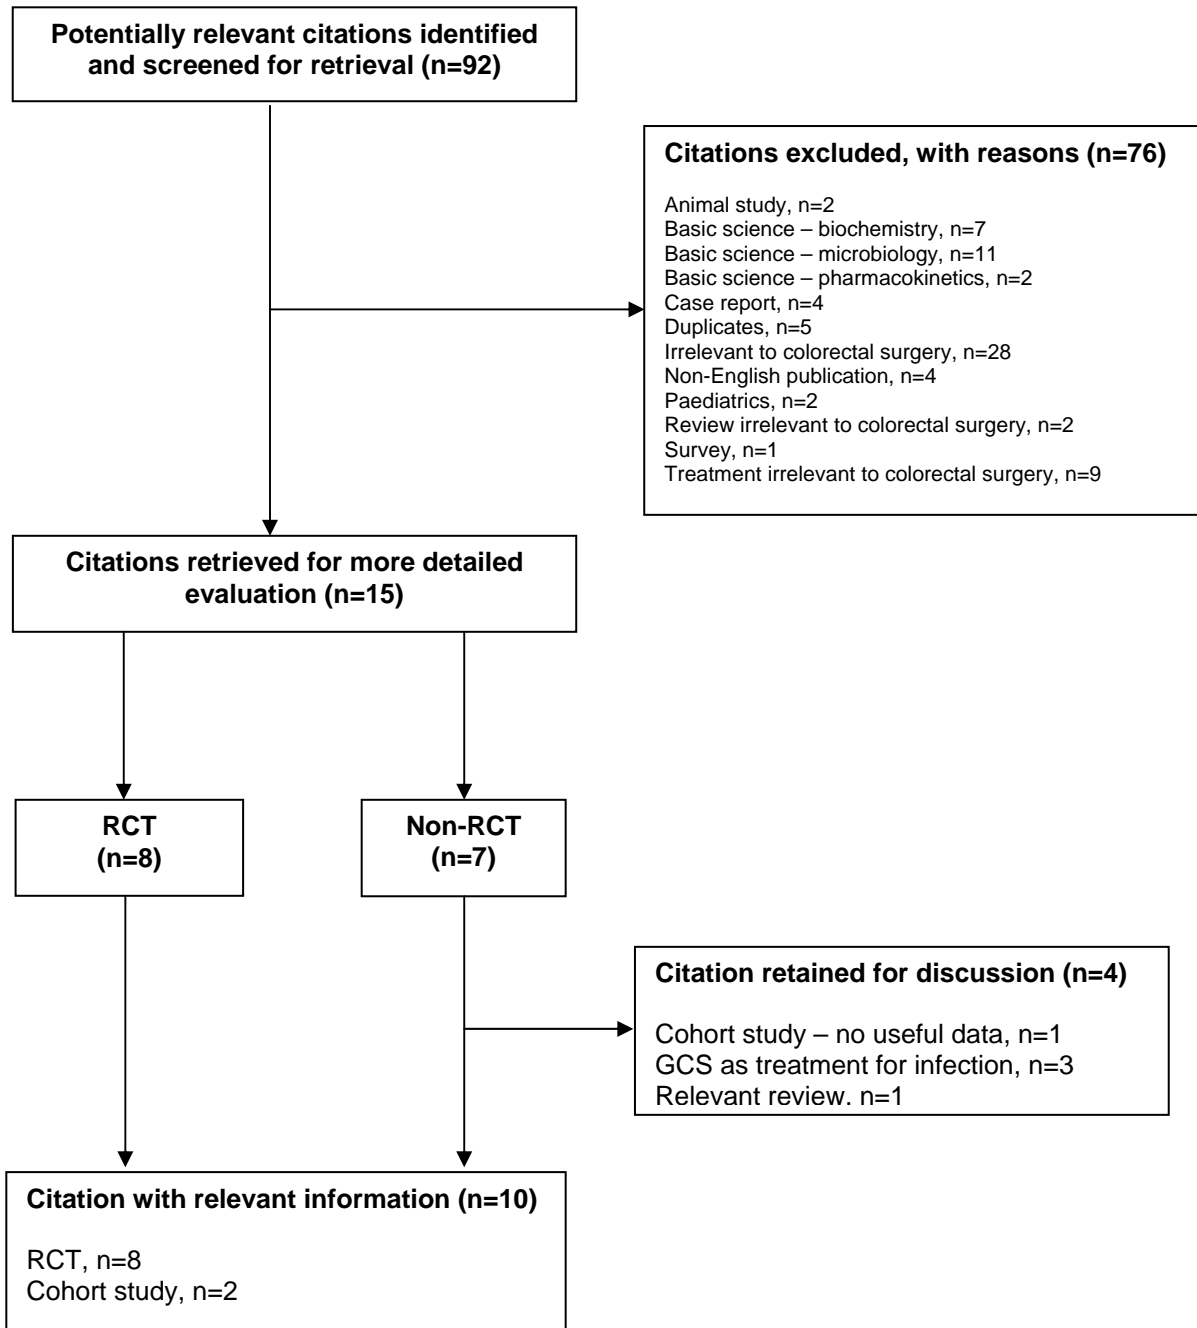 Potentially relevant citations identified
and screened for retrieval (n=92)
Citations excluded, with reasons (n=76)
Animal study, n=2
Basic science – biochemistry, n=7
Basic science – microbiology, n=11
Basic science – pharmacokinetics, n=2
Case report, n=4
Duplicates, n=5
Irrelevant to colorectal surgery, n=28
Non-English publication, n=4
Paediatrics, n=2
Review irrelevant to colorectal surgery, n=2
Survey, n=1
Treatment irrelevant to colorectal surgery, n=9
Citations retrieved for more detailed
evaluation (n=15)
RCT
(n=8)
Non-RCT
(n=7)
Citation retained for discussion (n=4)
Cohort study – no useful data, n=1
GCS as treatment for infection, n=3
Relevant review. n=1
Citation with relevant information (n=10)
RCT, n=8
Cohort study, n=2